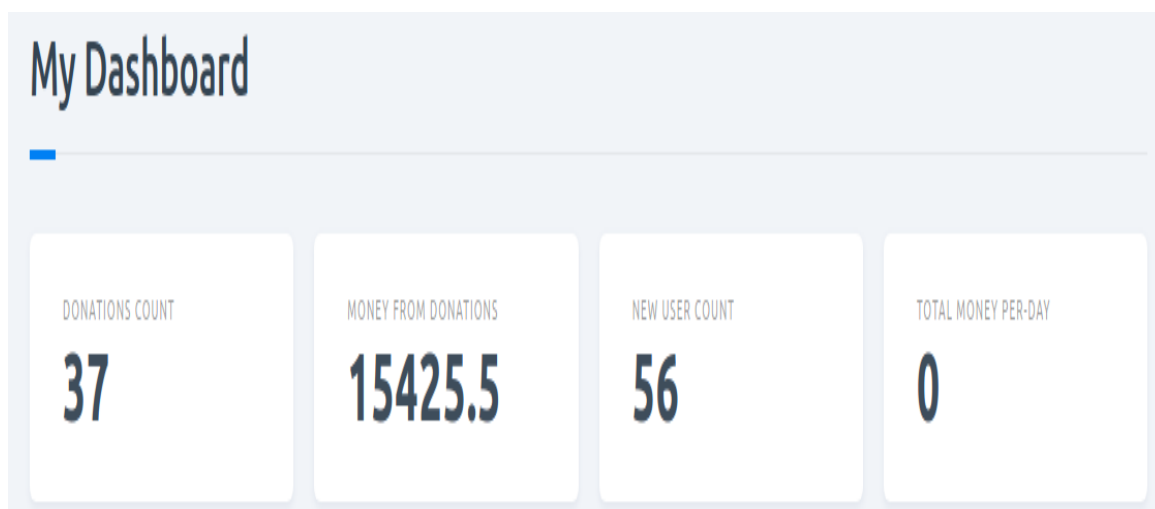 My Dashboard
DONATIONS COUNT
37
MONEY FROM DONATIONS
15425.5
NEW USER COUNT
56
TOTAL MONEY PER-DAY
0